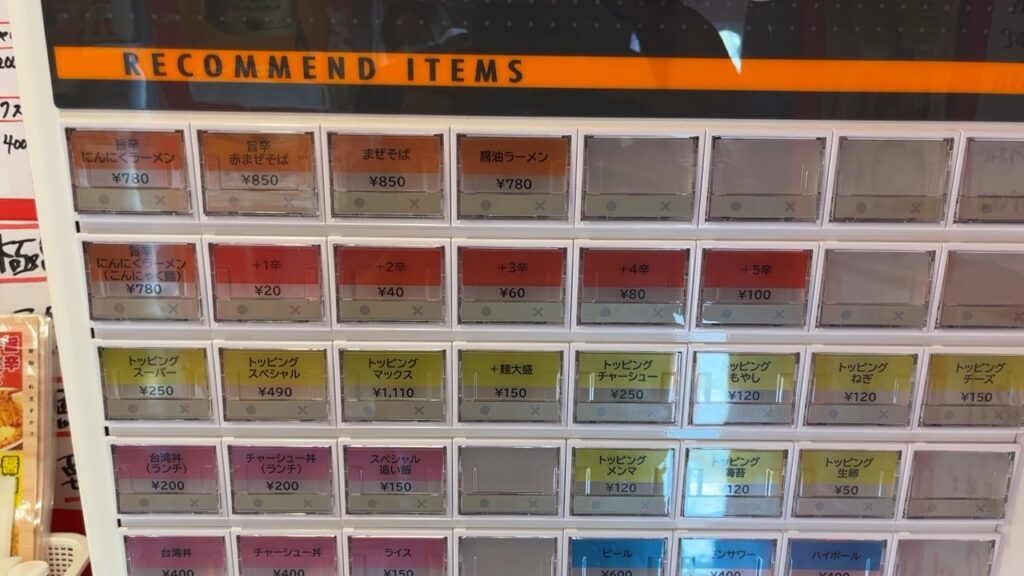 RECOMMEND ITEMS
旨辛
にんにくラーメン
¥780
旨辛
赤まぜそば
¥850
まぜそば
¥850
醤油ラーメン
¥780
旨辛
にんにくラーメン
(こんにゃく麺)
¥780
+1辛
¥20
+2辛
¥40
+3辛
¥60
+4辛
¥80
+5辛
¥100
トッピング
スーパー
¥250
トッピング
スペシャル
¥490
トッピング
マックス
¥1,110
+麺大盛
¥150
トッピング
チャーシュー
¥250
トッピング
もやし
¥120
トッピング
ねぎ
¥120
トッピング
チーズ
¥150
台湾丼
(ランチ)
¥200
チャーシュー丼
(ランチ)
¥200
スペシャル
追い飯
¥150
トッピング
メンマ
¥120
トッピング
海苔
120
トッピング
生卵
¥50
台湾丼
¥400
チャーシュー丼
¥400
ライス
¥150
ビール
¥600
ンサワー
¥400
ハイボール
¥400